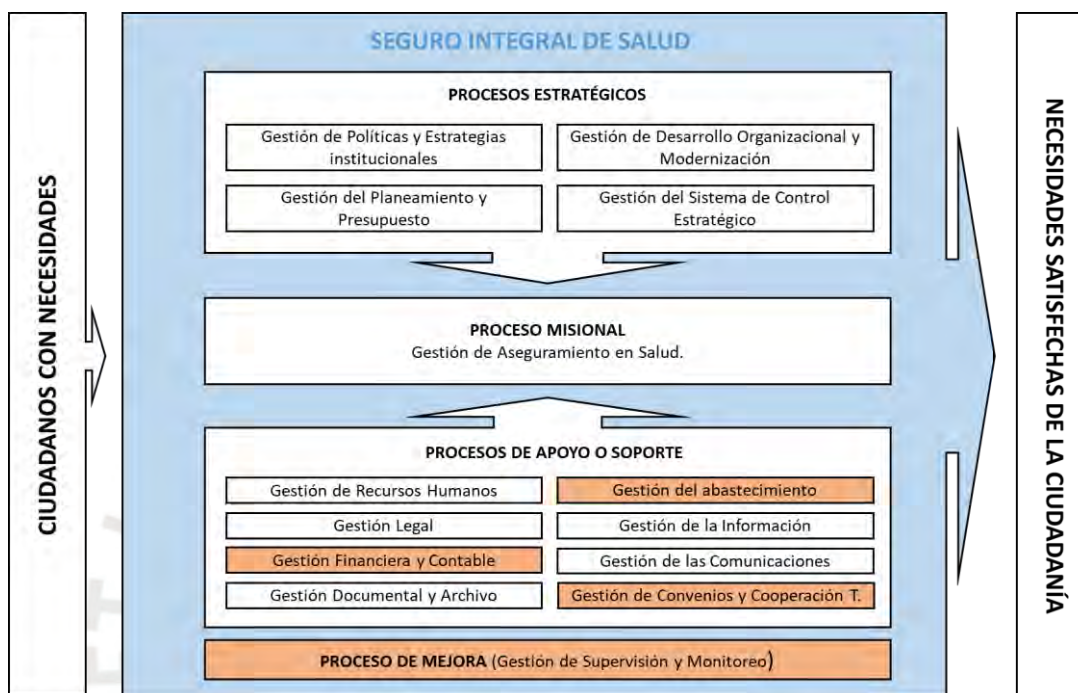 CIUDADANOS CON NECESIDADES
SEGURO INTEGRAL DE SALUD
PROCESOS ESTRATÉGICOS
Gestión de Políticas y Estrategias
institucionales
Gestión de Desarrollo Organizacional y
Modernización
Gestión del Planeamiento y
Presupuesto
Gestión del Sistema de Control
Estratégico
PROCESO MISIONAL
Gestión de Aseguramiento en Salud.
PROCESOS DE APOYO O SOPORTE
Gestión de Recursos Humanos
Gestión del abastecimiento
Gestión Legal
Gestión de la Información
Gestión Financiera y Contable
Gestión de las Comunicaciones
Gestión Documental y Archivo
Gestión de Convenios y Cooperación T.
PROCESO DE MEJORA (Gestión de Supervisión y Monitoreo)
NECESIDADES SATISFECHAS DE LA CIUDADANÍA